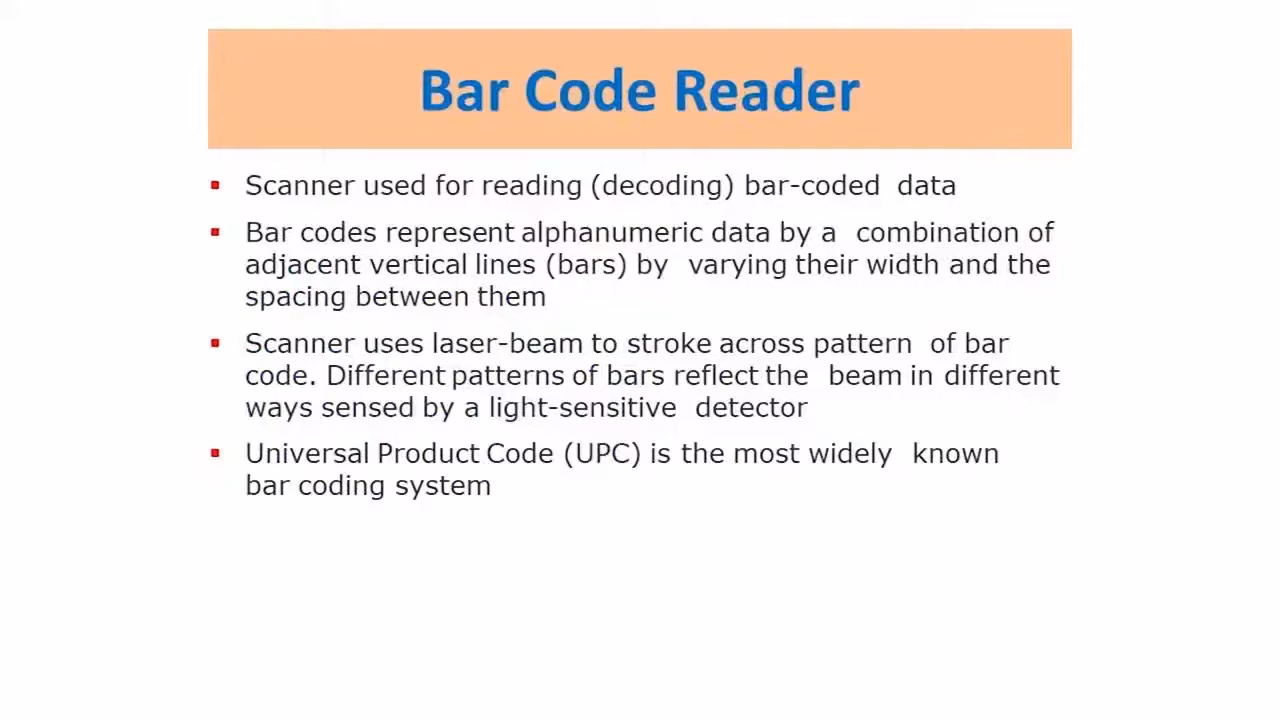 Bar Code Reader
Scanner used for reading (decoding) bar-coded data
Bar codes represent alphanumeric data by a combination of
adjacent vertical lines (bars) by varying their width and the
spacing between them
Scanner uses laser-beam to stroke across pattern of bar
code. Different patterns of bars reflect the beam in different
ways sensed by a light-sensitive detector
Universal Product Code (UPC) is the most widely known
bar coding system